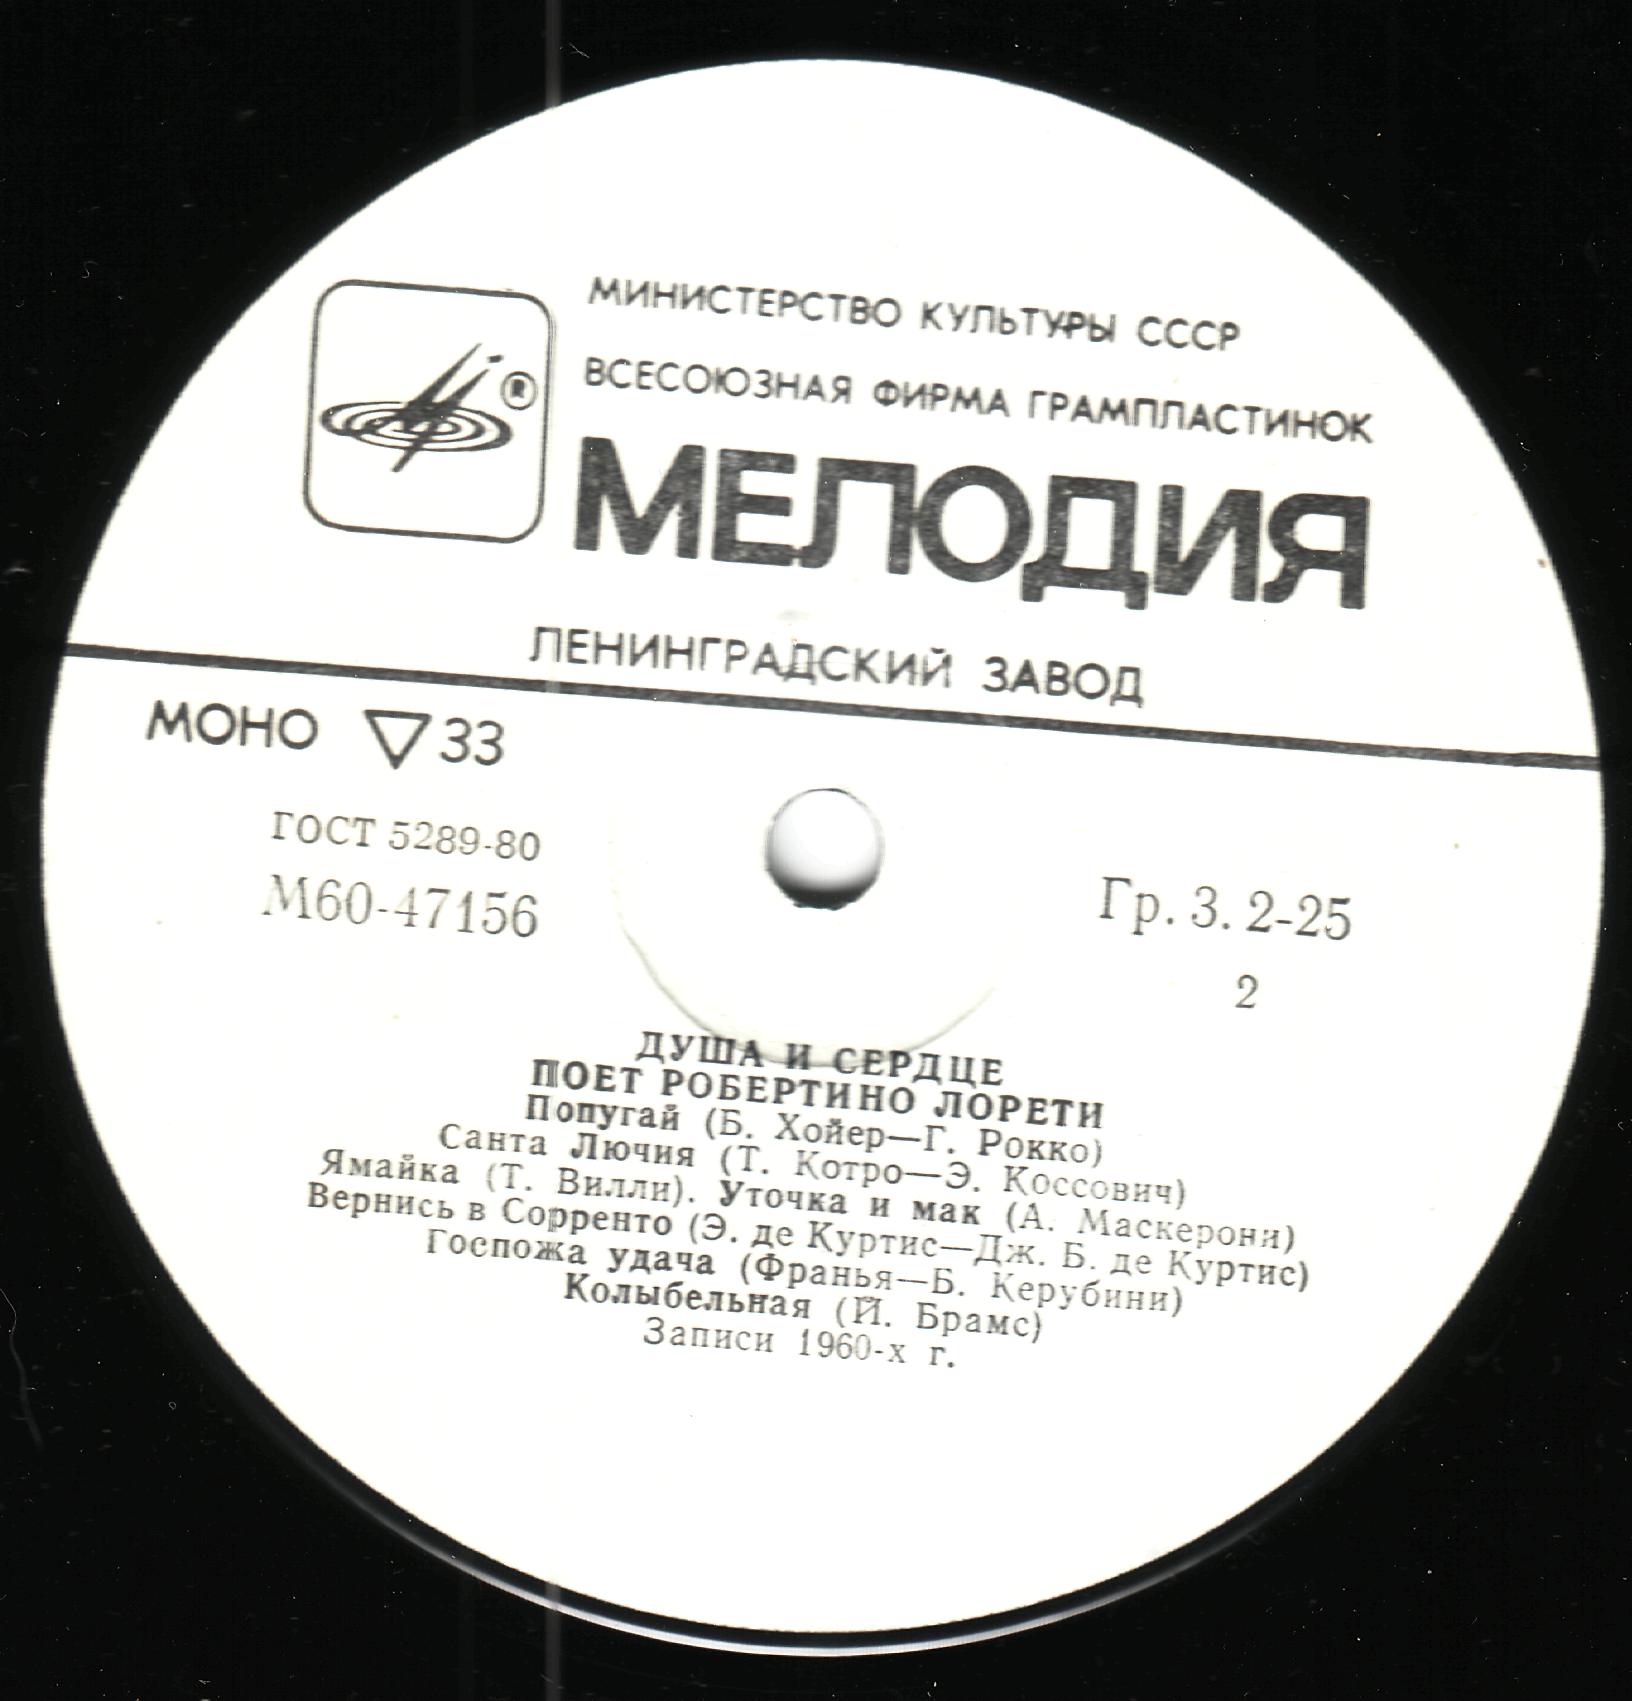 МИНИСТЕРСТВО КУЛЬТУРЫ СССР
ВСЕСОЮЗНАЯ ФИРМА ГРАМПЛАСТИНОК
®
МЕЛОДИЯ
ЛЕНИНГРАДСКИЙ ЗАВОД
МОНО ▽ 33
ГОСТ 5289-80
М60-47156
Гр. 3. 2-25
2
ДУША И СЕРДЦЕ
ПОЕТ РОБЕРТИНО ЛОРЕТИ
Попугай (Б. Хойер—Г. Рокко)
Санта Лючия (Т. Котро—Э. Коссович)
Ямайка (Т. Вилли). Уточка и мак (А. Маскерони)
Вернись в Сорренто (Э. де Куртис—Дж. Б. де Куртис)
Госпожа удача (Франья—Б. Керубини)
Колыбельная (Й. Брамс)
Записи 1960-х г.